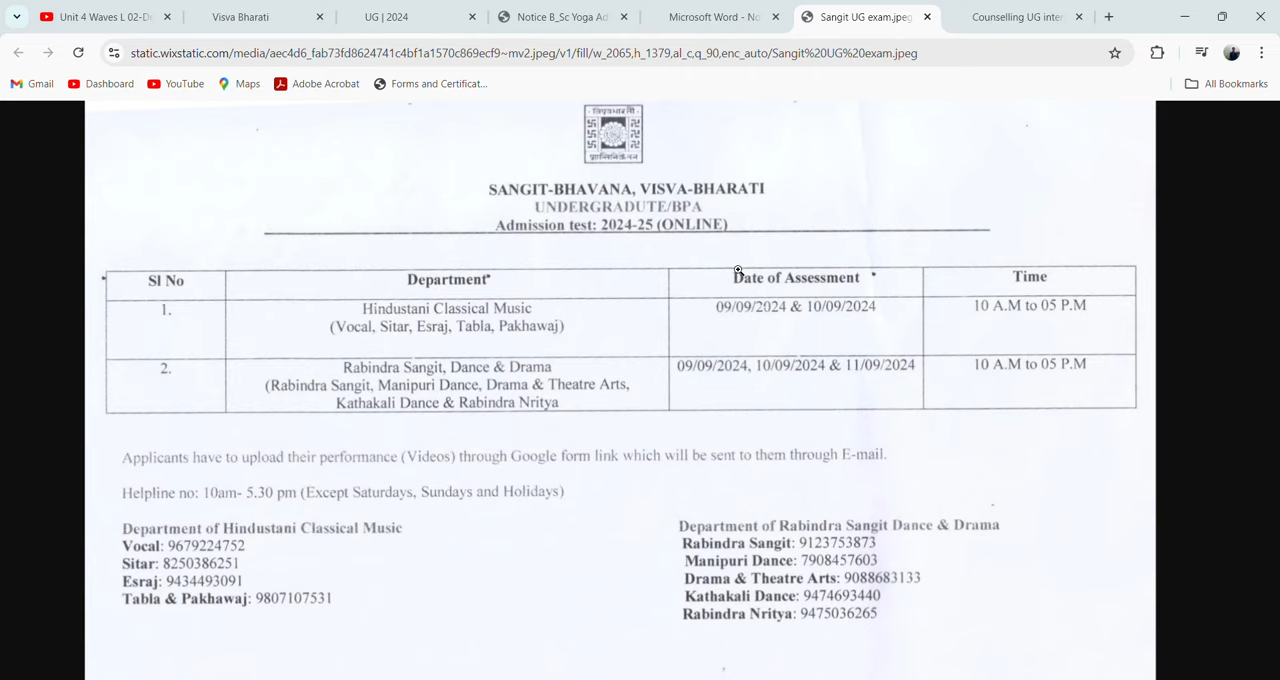 Unit 4 Waves L 02-D
Visva Bharati
UG | 2024
Notice B_Sc Yoga Ad
Microsoft Word - No
Sangit UG exam.jpeg
Counselling UG inter
static.wixstatic.com/media/aec4d6_fab73fd8624741c4bf1a1570c869ecf9~mv2.jpeg/v1/fill/w_2065,h_1379,al_c,q_90,enc_auto/Sangit%20UG%20exam.jpeg
Gmail
Dashboard
YouTube
Maps
Adobe Acrobat
Forms and Certificat...
All Bookmarks
SANGIT-BHAVANA, VISVA-BHARATI
UNDERGRADUTE/BPA
Admission test: 2024-25 (ONLINE)
Sl No Department Date of Assessment Time
1. Hindustani Classical Music 09/09/2024 & 10/09/2024 10 A.M to 05 P.M
(Vocal, Sitar, Esraj, Tabla, Pakhawaj)
2. Rabindra Sangit, Dance & Drama 09/09/2024, 10/09/2024 & 11/09/2024 10 A.M to 05 P.M
(Rabindra Sangit, Manipuri Dance, Drama & Theatre Arts,
Kathakali Dance & Rabindra Nritya
Applicants have to upload their performance (Videos) through Google form link which will be sent to them through E-mail.
Helpline no: 10am- 5.30 pm (Except Saturdays, Sundays and Holidays)
Department of Hindustani Classical Music
Vocal: 9679224752
Sitar: 8250386251
Esraj: 9434493091
Tabla & Pakhawaj: 9807107531
Department of Rabindra Sangit Dance & Drama
Rabindra Sangit: 9123753873
Manipuri Dance: 7908457603
Drama & Theatre Arts: 9088683133
Kathakali Dance: 9474693440
Rabindra Nritya: 9475036265